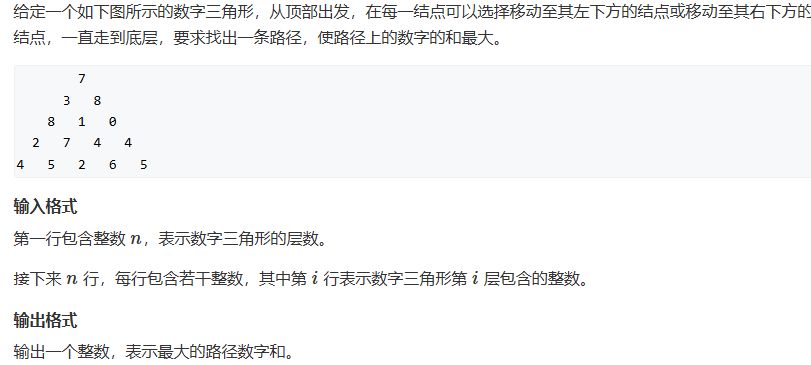 给定一个如下图所示的数字三角形，从顶部出发，在每一结点可以选择移动至其左下方的结点或移动至其右下方的
结点，一直走到底层，要求找出一条路径，使路径上的数字的和最大。
7
3 8
8 1 0
2 7 4 4
4 5 2 6 5
输入格式
第一行包含整数 n，表示数字三角形的层数。
接下来 n 行，每行包含若干整数，其中第 i 行表示数字三角形第 i 层包含的整数。
输出格式
输出一个整数，表示最大的路径数字和。